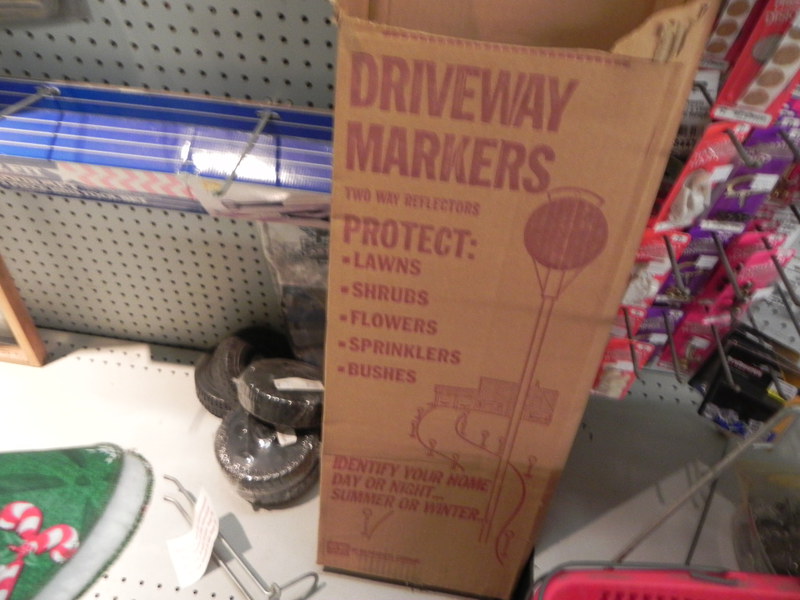 DRIVEWAY
MARKERS
TWO WAY REFLECTORS
PROTECT:
•LAWNS
•SHRUBS
•FLOWERS
•SPRINKLERS
•BUSHES
IDENTIFY YOUR HOME
DAY OR NIGHT...
SUMMER OR WINTER.